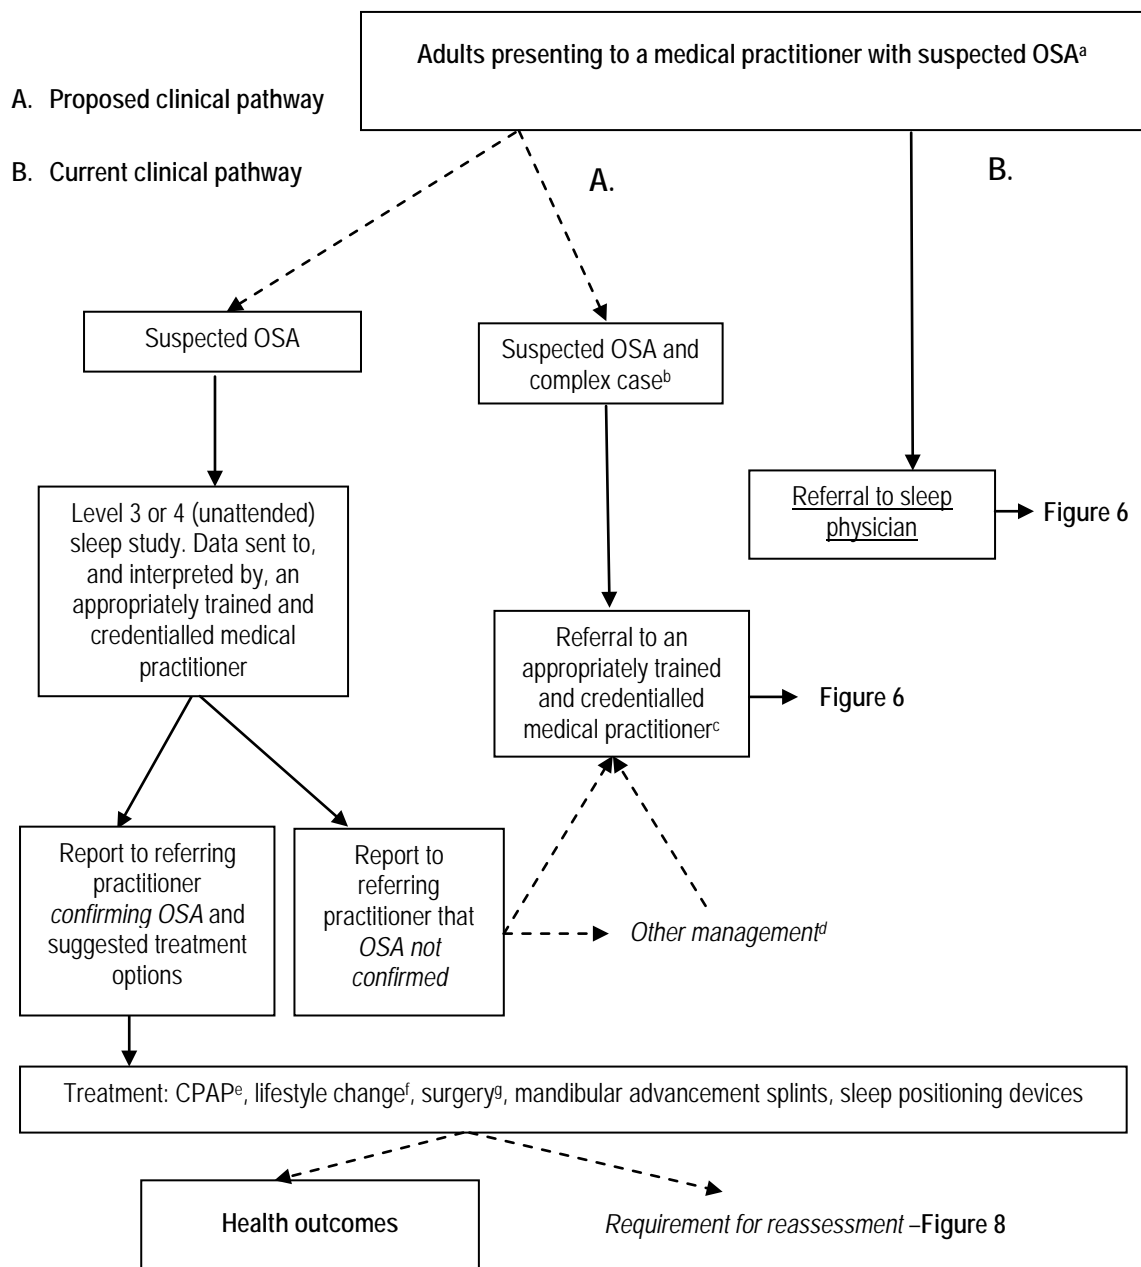 Adults presenting to a medical practitioner with suspected OSAᵃ
A. Proposed clinical pathway
B. Current clinical pathway
A.
B.
Suspected OSA
Suspected OSA and
complex caseᵇ
Referral to sleep
physician
Figure 6
Level 3 or 4 (unattended)
sleep study. Data sent to,
and interpreted by, an
appropriately trained and
credentialled medical
practitioner
Referral to an
appropriately trained
and credentialled
medical practitionerᶜ
Figure 6
Report to referring
practitioner
confirming OSA and
suggested treatment
options
Report to
referring
practitioner that
OSA not
confirmed
Other managementᵈ
Treatment: CPAPᵉ, lifestyle changeᶠ, surgeryᵍ, mandibular advancement splints, sleep positioning devices
Health outcomes
Requirement for reassessment –Figure 8